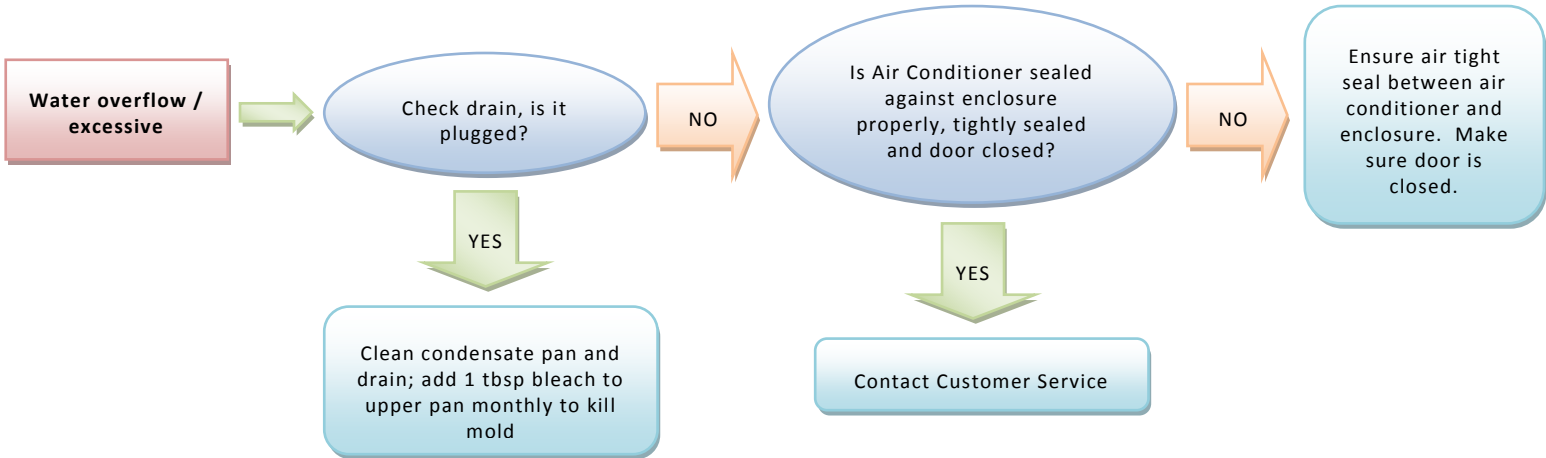 Water overflow /
excessive
Check drain, is it
plugged?
NO
Is Air Conditioner sealed
against enclosure
properly, tightly sealed
and door closed?
NO
Ensure air tight
seal between air
conditioner and
enclosure.  Make
sure door is
closed.
YES
YES
Clean condensate pan and
drain; add 1 tbsp bleach to
upper pan monthly to kill
mold
Contact Customer Service